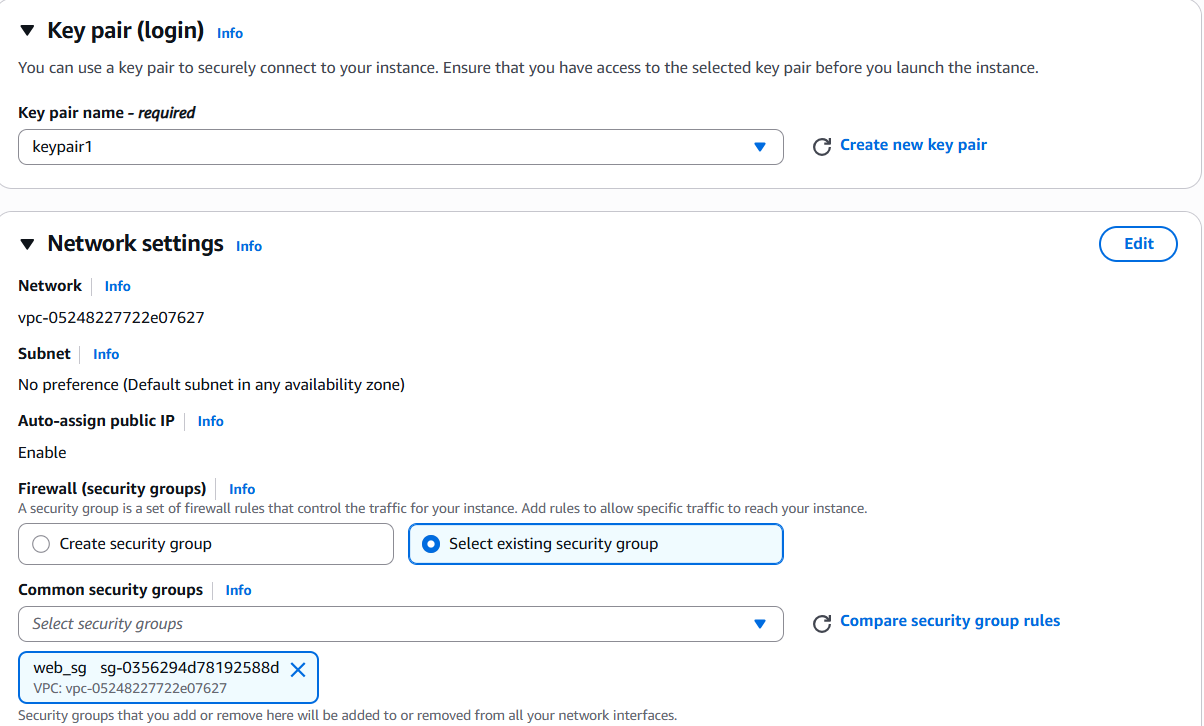 Key pair (login) Info
You can use a key pair to securely connect to your instance. Ensure that you have access to the selected key pair before you launch the instance.
Key pair name - required
keypair1
Create new key pair
Network settings Info
Edit
Network Info
vpc-05248227722e07627
Subnet Info
No preference (Default subnet in any availability zone)
Auto-assign public IP Info
Enable
Firewall (security groups) Info
A security group is a set of firewall rules that control the traffic for your instance. Add rules to allow specific traffic to reach your instance.
Create security group
Select existing security group
Common security groups Info
Select security groups
Compare security group rules
web_sg sg-0356294d78192588d
VPC: vpc-05248227722e07627
Security groups that you add or remove here will be added to or removed from all your network interfaces.